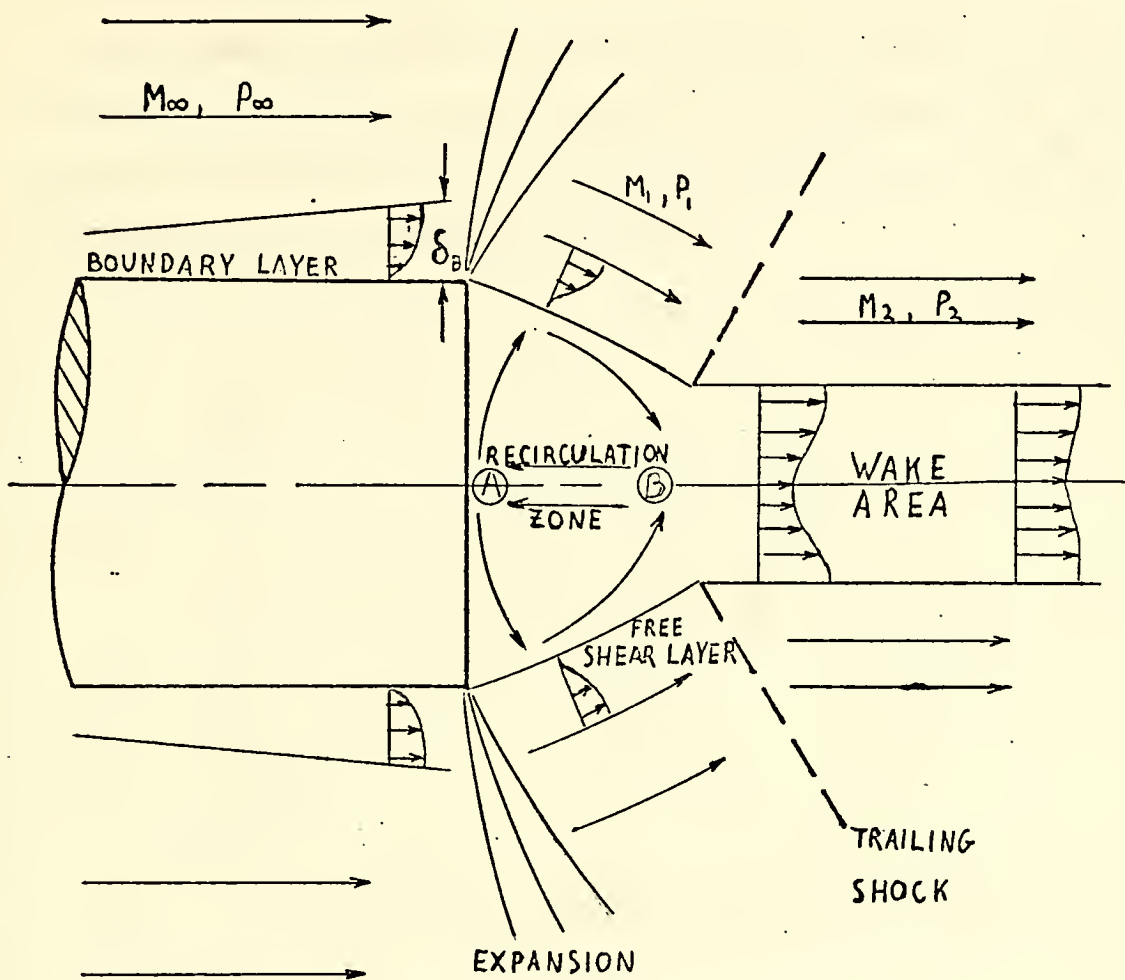 M∞, P∞
M₁, P₁
BOUNDARY LAYER
δB
M₂, P₂
RECIRCULATION
A
B
ZONE
WAKE
AREA
FREE
SHEAR LAYER
TRAILING
SHOCK
EXPANSION